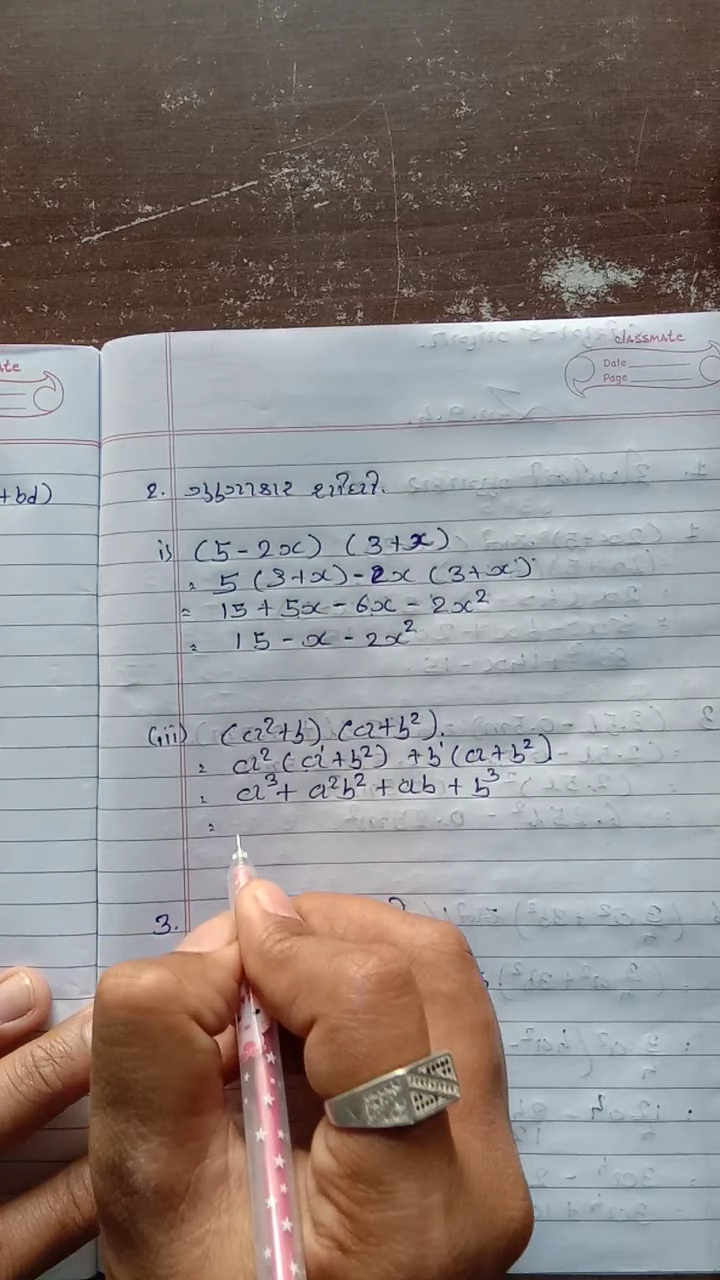 classmate
Date
Page
ate
+bd)
2. ગુણાકાર શોધો.
i) (5-2x) (3+x)
= 5 (3+x) - 2x (3+x)
= 15 + 5x - 6x - 2x²
= 15 - x - 2x²
(iii) (a²+b) (a+b²).
= a² (a+b²) + b (a+b²)
= a³ + a²b² + ab + b³
=
3.